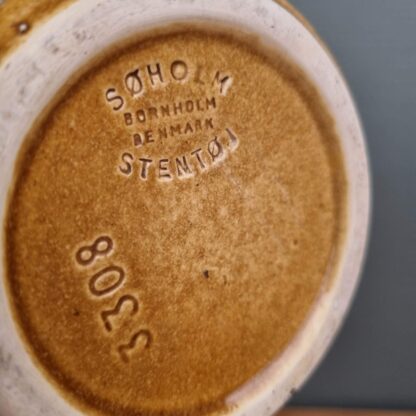 SØHOLM
BORNHOLM
DENMARK
STENTØJ
3308